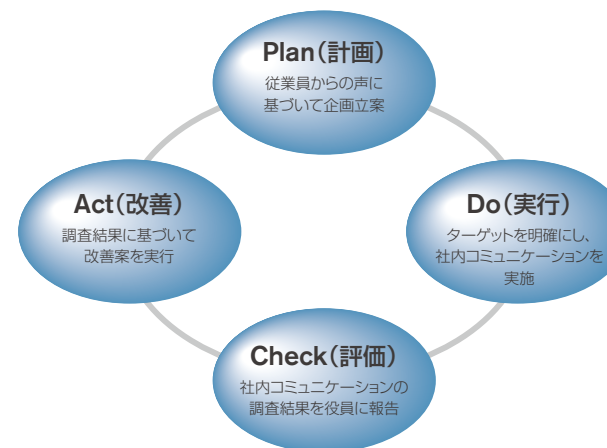 Plan（計画）
従業員からの声に
基づいて企画立案
Act（改善）
調査結果に基づいて
改善案を実行
Do（実行）
ターゲットを明確にし、
社内コミュニケーションを
実施
Check（評価）
社内コミュニケーションの
調査結果を役員に報告